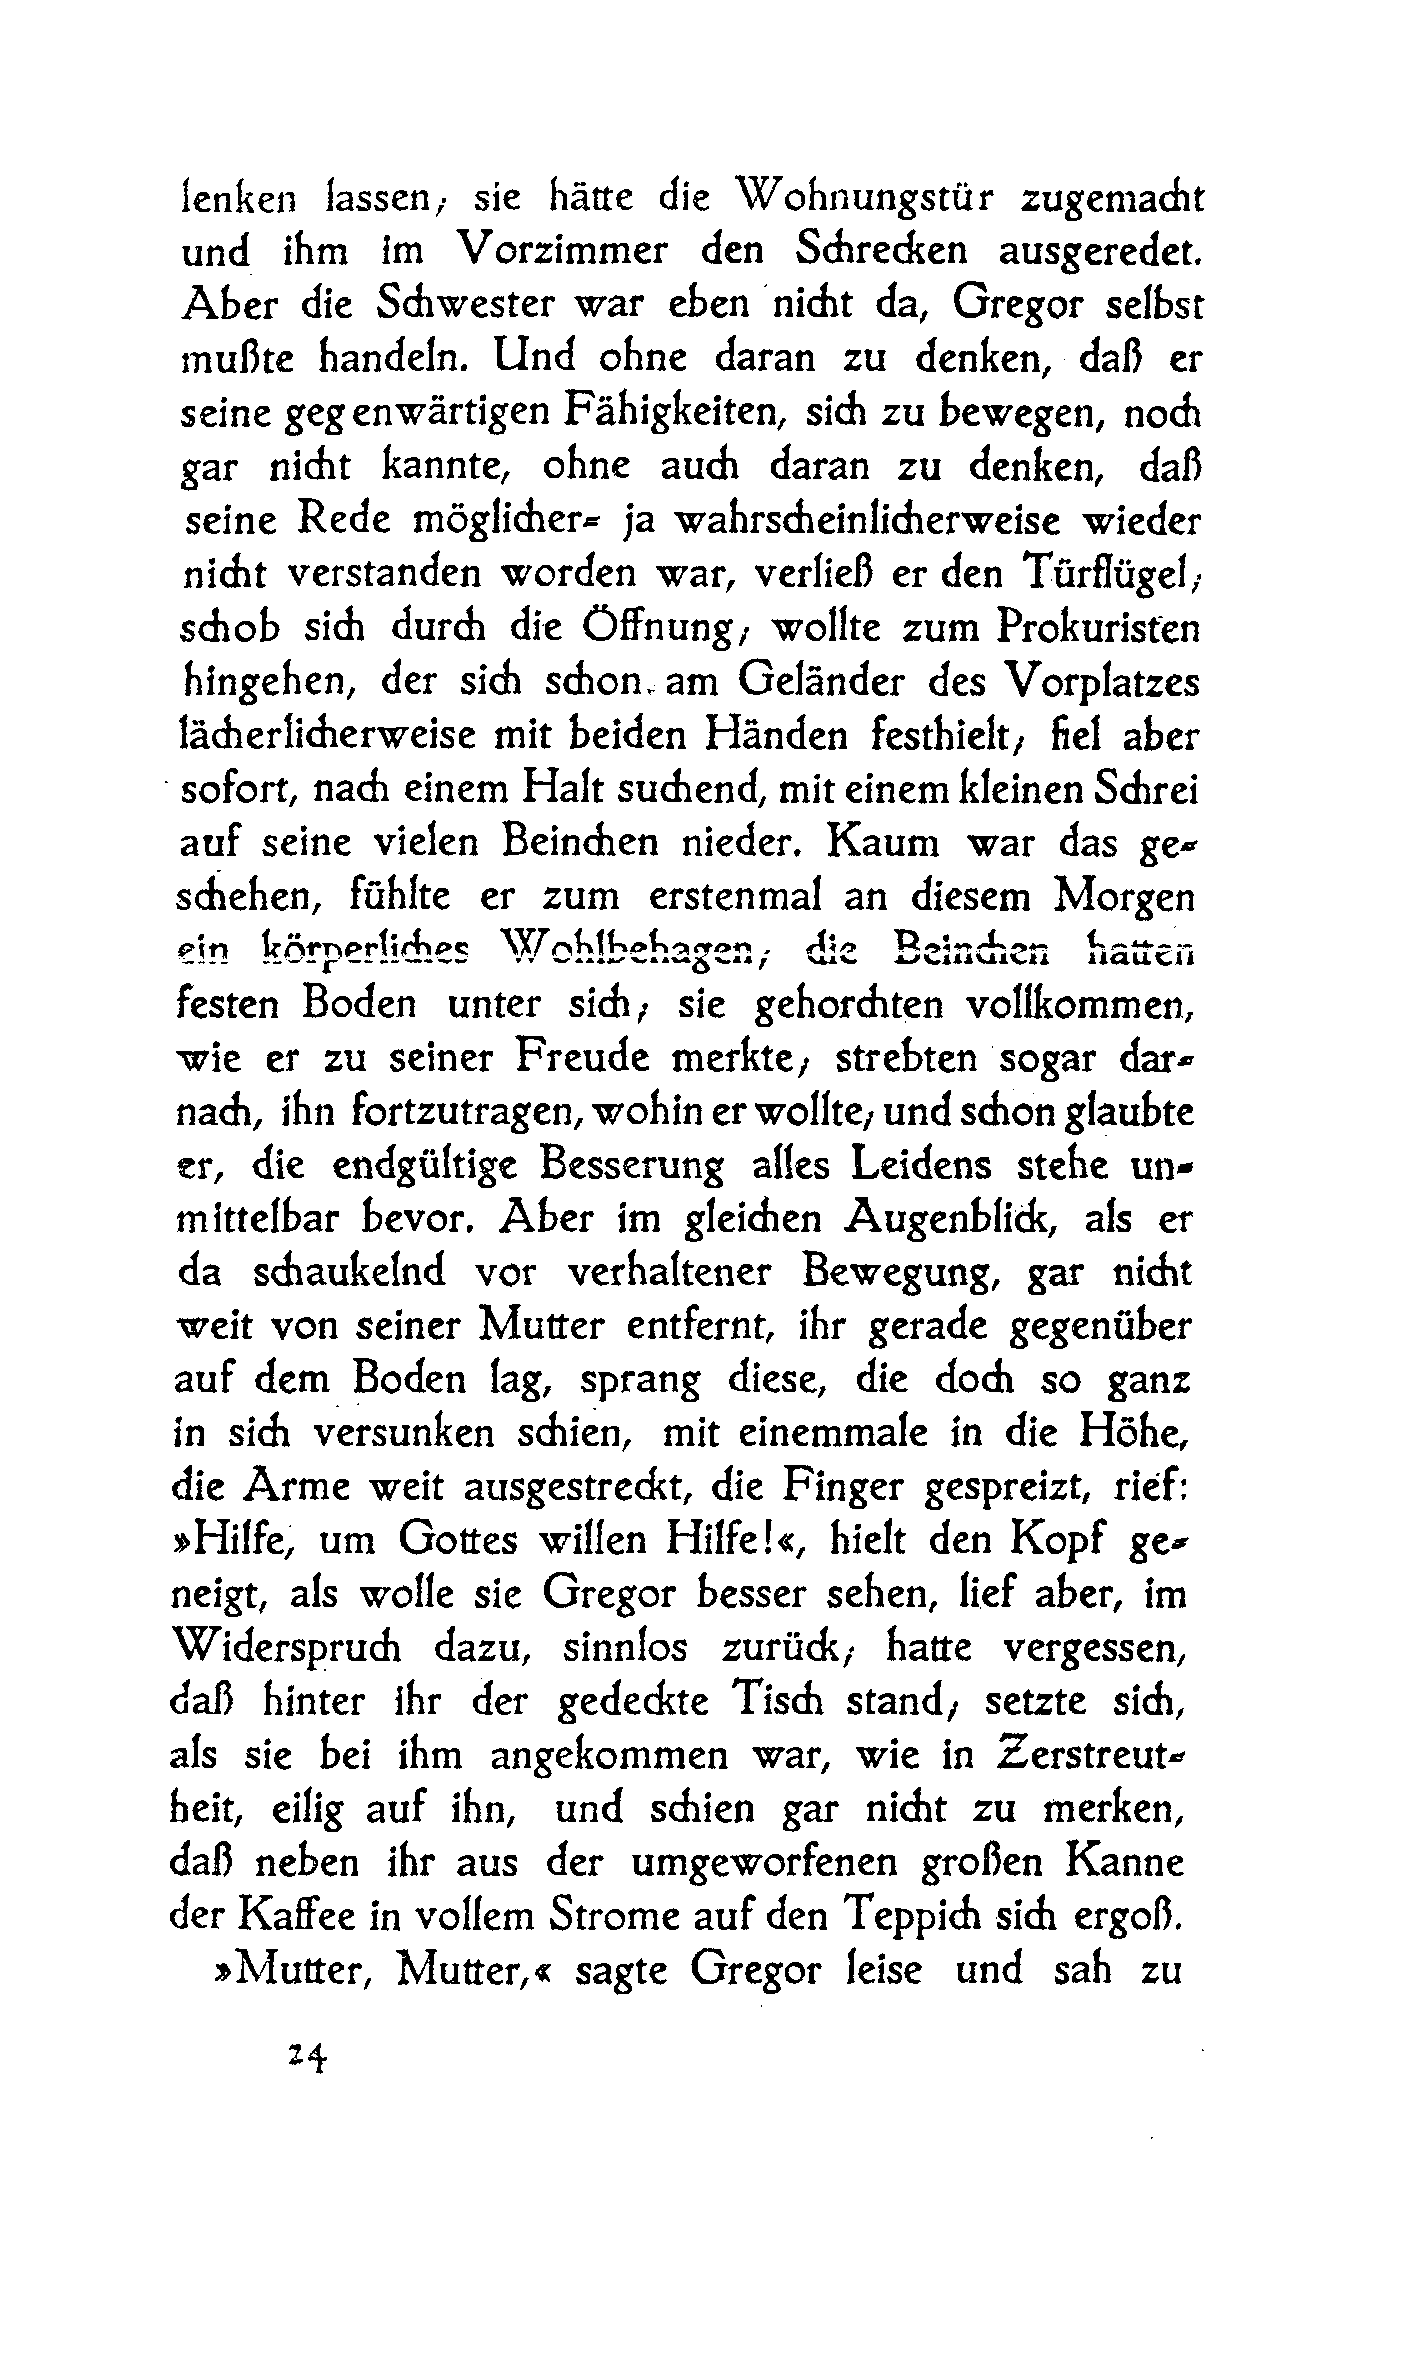 lenken lassen; sie hätte die Wohnungstür zugemacht
und ihm im Vorzimmer den Schrecken ausgeredet.
Aber die Schwester war eben nicht da, Gregor selbst
mußte handeln. Und ohne daran zu denken, daß er
seine gegenwärtigen Fähigkeiten, sich zu bewegen, noch
gar nicht kannte, ohne auch daran zu denken, daß
seine Rede möglicher- ja wahrscheinlicherweise wieder
nicht verstanden worden war, verließ er den Türflügel;
schob sich durch die Öffnung; wollte zum Prokuristen
hingehen, der sich schon am Geländer des Vorplatzes
lächerlicherweise mit beiden Händen festhielt; fiel aber
sofort, nach einem Halt suchend, mit einem kleinen Schrei
auf seine vielen Beinchen nieder. Kaum war das ge-
schehen, fühlte er zum erstenmal an diesem Morgen
ein körperliches Wohlbehagen; die Beinchen hatten
festen Boden unter sich; sie gehorchten vollkommen,
wie er zu seiner Freude merkte; strebten sogar dar-
nach, ihn fortzutragen, wohin er wollte; und schon glaubte
er, die endgültige Besserung alles Leidens stehe un-
mittelbar bevor. Aber im gleichen Augenblick, als er
da schaukelnd vor verhaltener Bewegung, gar nicht
weit von seiner Mutter entfernt, ihr gerade gegenüber
auf dem Boden lag, sprang diese, die doch so ganz
in sich versunken schien, mit einemmale in die Höhe,
die Arme weit ausgestreckt, die Finger gespreizt, rief:
»Hilfe, um Gottes willen Hilfe!«, hielt den Kopf ge-
neigt, als wolle sie Gregor besser sehen, lief aber, im
Widerspruch dazu, sinnlos zurück; hatte vergessen,
daß hinter ihr der gedeckte Tisch stand; setzte sich,
als sie bei ihm angekommen war, wie in Zerstreut-
heit, eilig auf ihn, und schien gar nicht zu merken,
daß neben ihr aus der umgeworfenen großen Kanne
der Kaffee in vollem Strome auf den Teppich sich ergoß.
»Mutter, Mutter,« sagte Gregor leise und sah zu
24